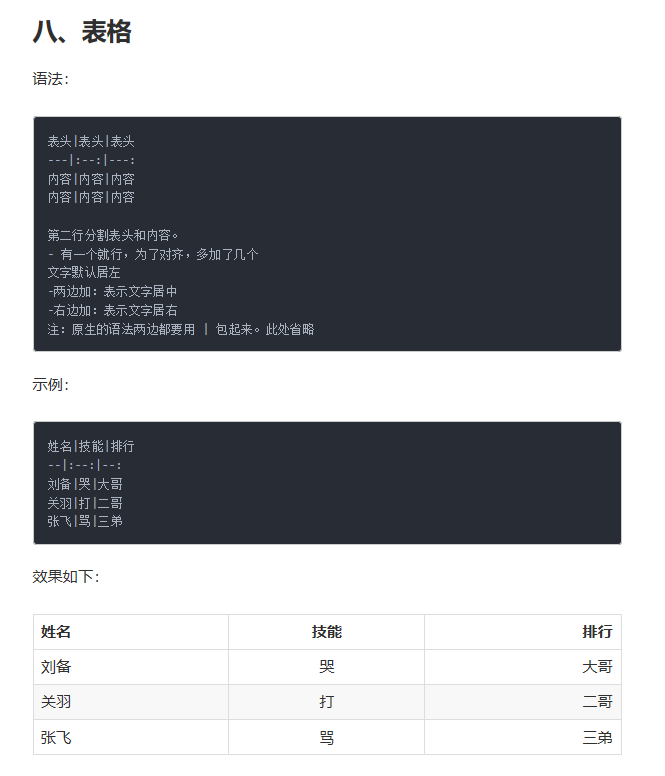 八、表格
语法：
表头|表头|表头
---|:--:|---:
内容|内容|内容
内容|内容|内容
第二行分割表头和内容。
- 有一个就行，为了对齐，多加了几个
文字默认居左
-两边加：表示文字居中
-右边加：表示文字居右
注：原生的语法两边都要用 | 包起来。此处省略
示例：
姓名|技能|排行
--|:--:|--:
刘备|哭|大哥
关羽|打|二哥
张飞|骂|三弟
效果如下：
姓名 技能 排行
刘备 哭 大哥
关羽 打 二哥
张飞 骂 三弟